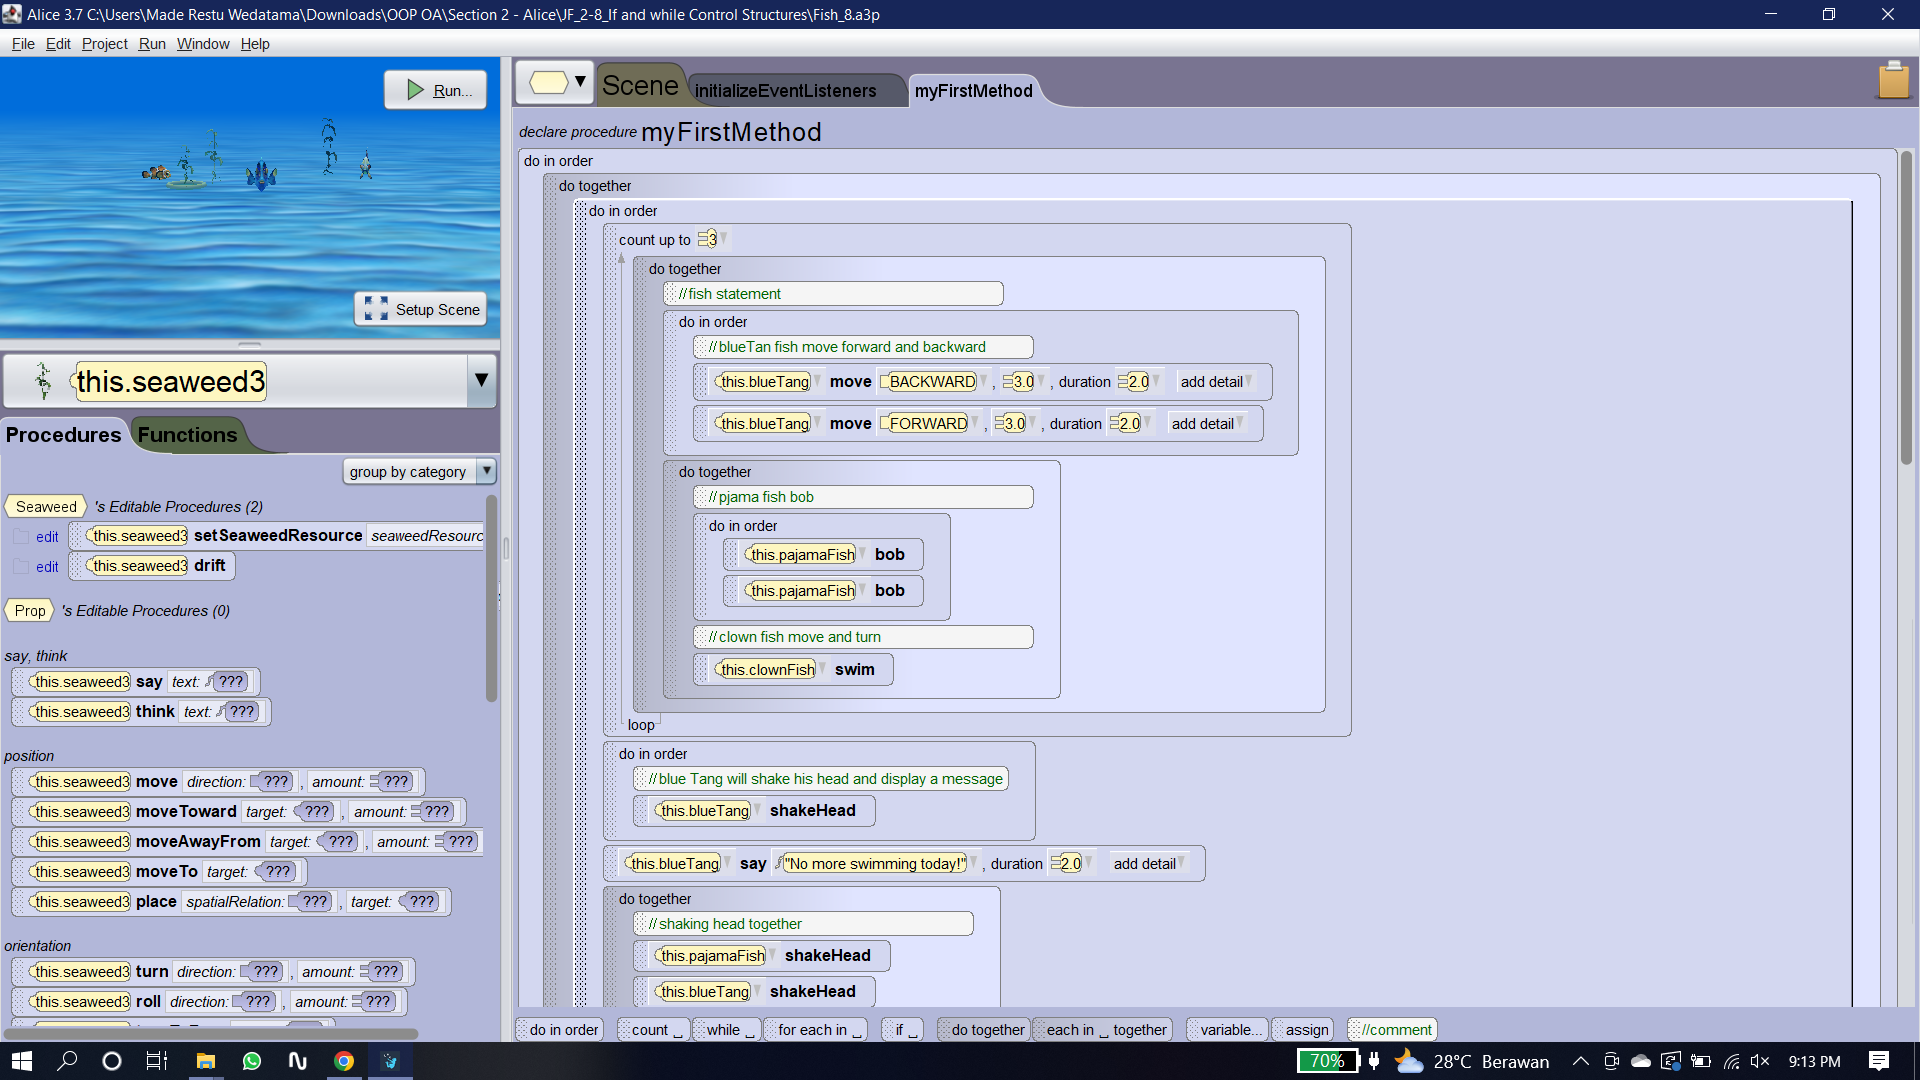 Alice 3.7 C:\Users\Made Restu Wedatama\Downloads\OOP OA\Section 2 - Alice\JF_2-8_If and while Control Structures\Fish_8.a3p
File Edit Project Run Window Help
Run...
Setup Scene
this.seaweed3
Procedures Functions
group by category
Seaweed 's Editable Procedures (2)
edit this.seaweed3 setSeaweedResource seaweedResourc
edit this.seaweed3 drift
Prop 's Editable Procedures (0)
say, think
this.seaweed3 say text: ???
this.seaweed3 think text: ???
position
this.seaweed3 move direction: ??? , amount: ???
this.seaweed3 moveToward target: ??? , amount: ???
this.seaweed3 moveAwayFrom target: ??? , amount: ???
this.seaweed3 moveTo target: ???
this.seaweed3 place spatialRelation: ??? , target: ???
orientation
this.seaweed3 turn direction: ??? , amount: ???
this.seaweed3 roll direction: ??? , amount: ???
Scene initializeEventListeners myFirstMethod
declare procedure myFirstMethod
do in order
do together
do in order
count up to 3
do together
//fish statement
do in order
//blueTan fish move forward and backward
this.blueTang move BACKWARD , 3.0 , duration 2.0 add detail
this.blueTang move FORWARD , 3.0 , duration 2.0 add detail
do together
//pjama fish bob
do in order
this.pajamaFish bob
this.pajamaFish bob
//clown fish move and turn
this.clownFish swim
loop
do in order
//blue Tang will shake his head and display a message
this.blueTang shakeHead
this.blueTang say "No more swimming today!" , duration 2.0 add detail
do together
//shaking head together
this.pajamaFish shakeHead
this.blueTang shakeHead
do in order count _ while _ for each in _ if _ do together each in _ together variable... assign //comment
70% 28°C Berawan 9:13 PM